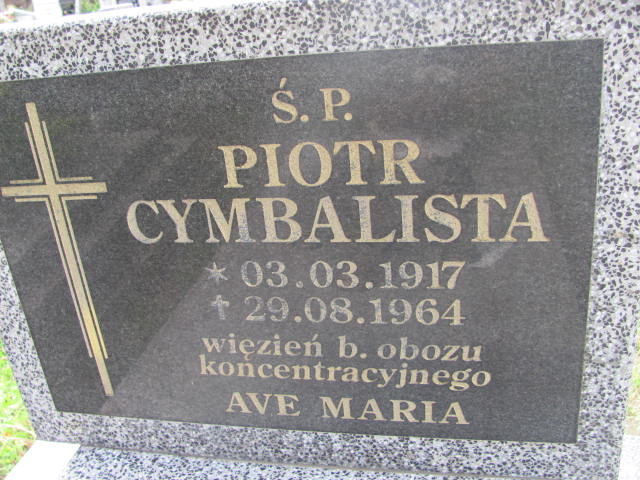 Ś. P.
PIOTR
CYMBALISTA
* 03.03.1917
† 29.08.1964
więzień b. obozu
koncentracyjnego
AVE MARIA